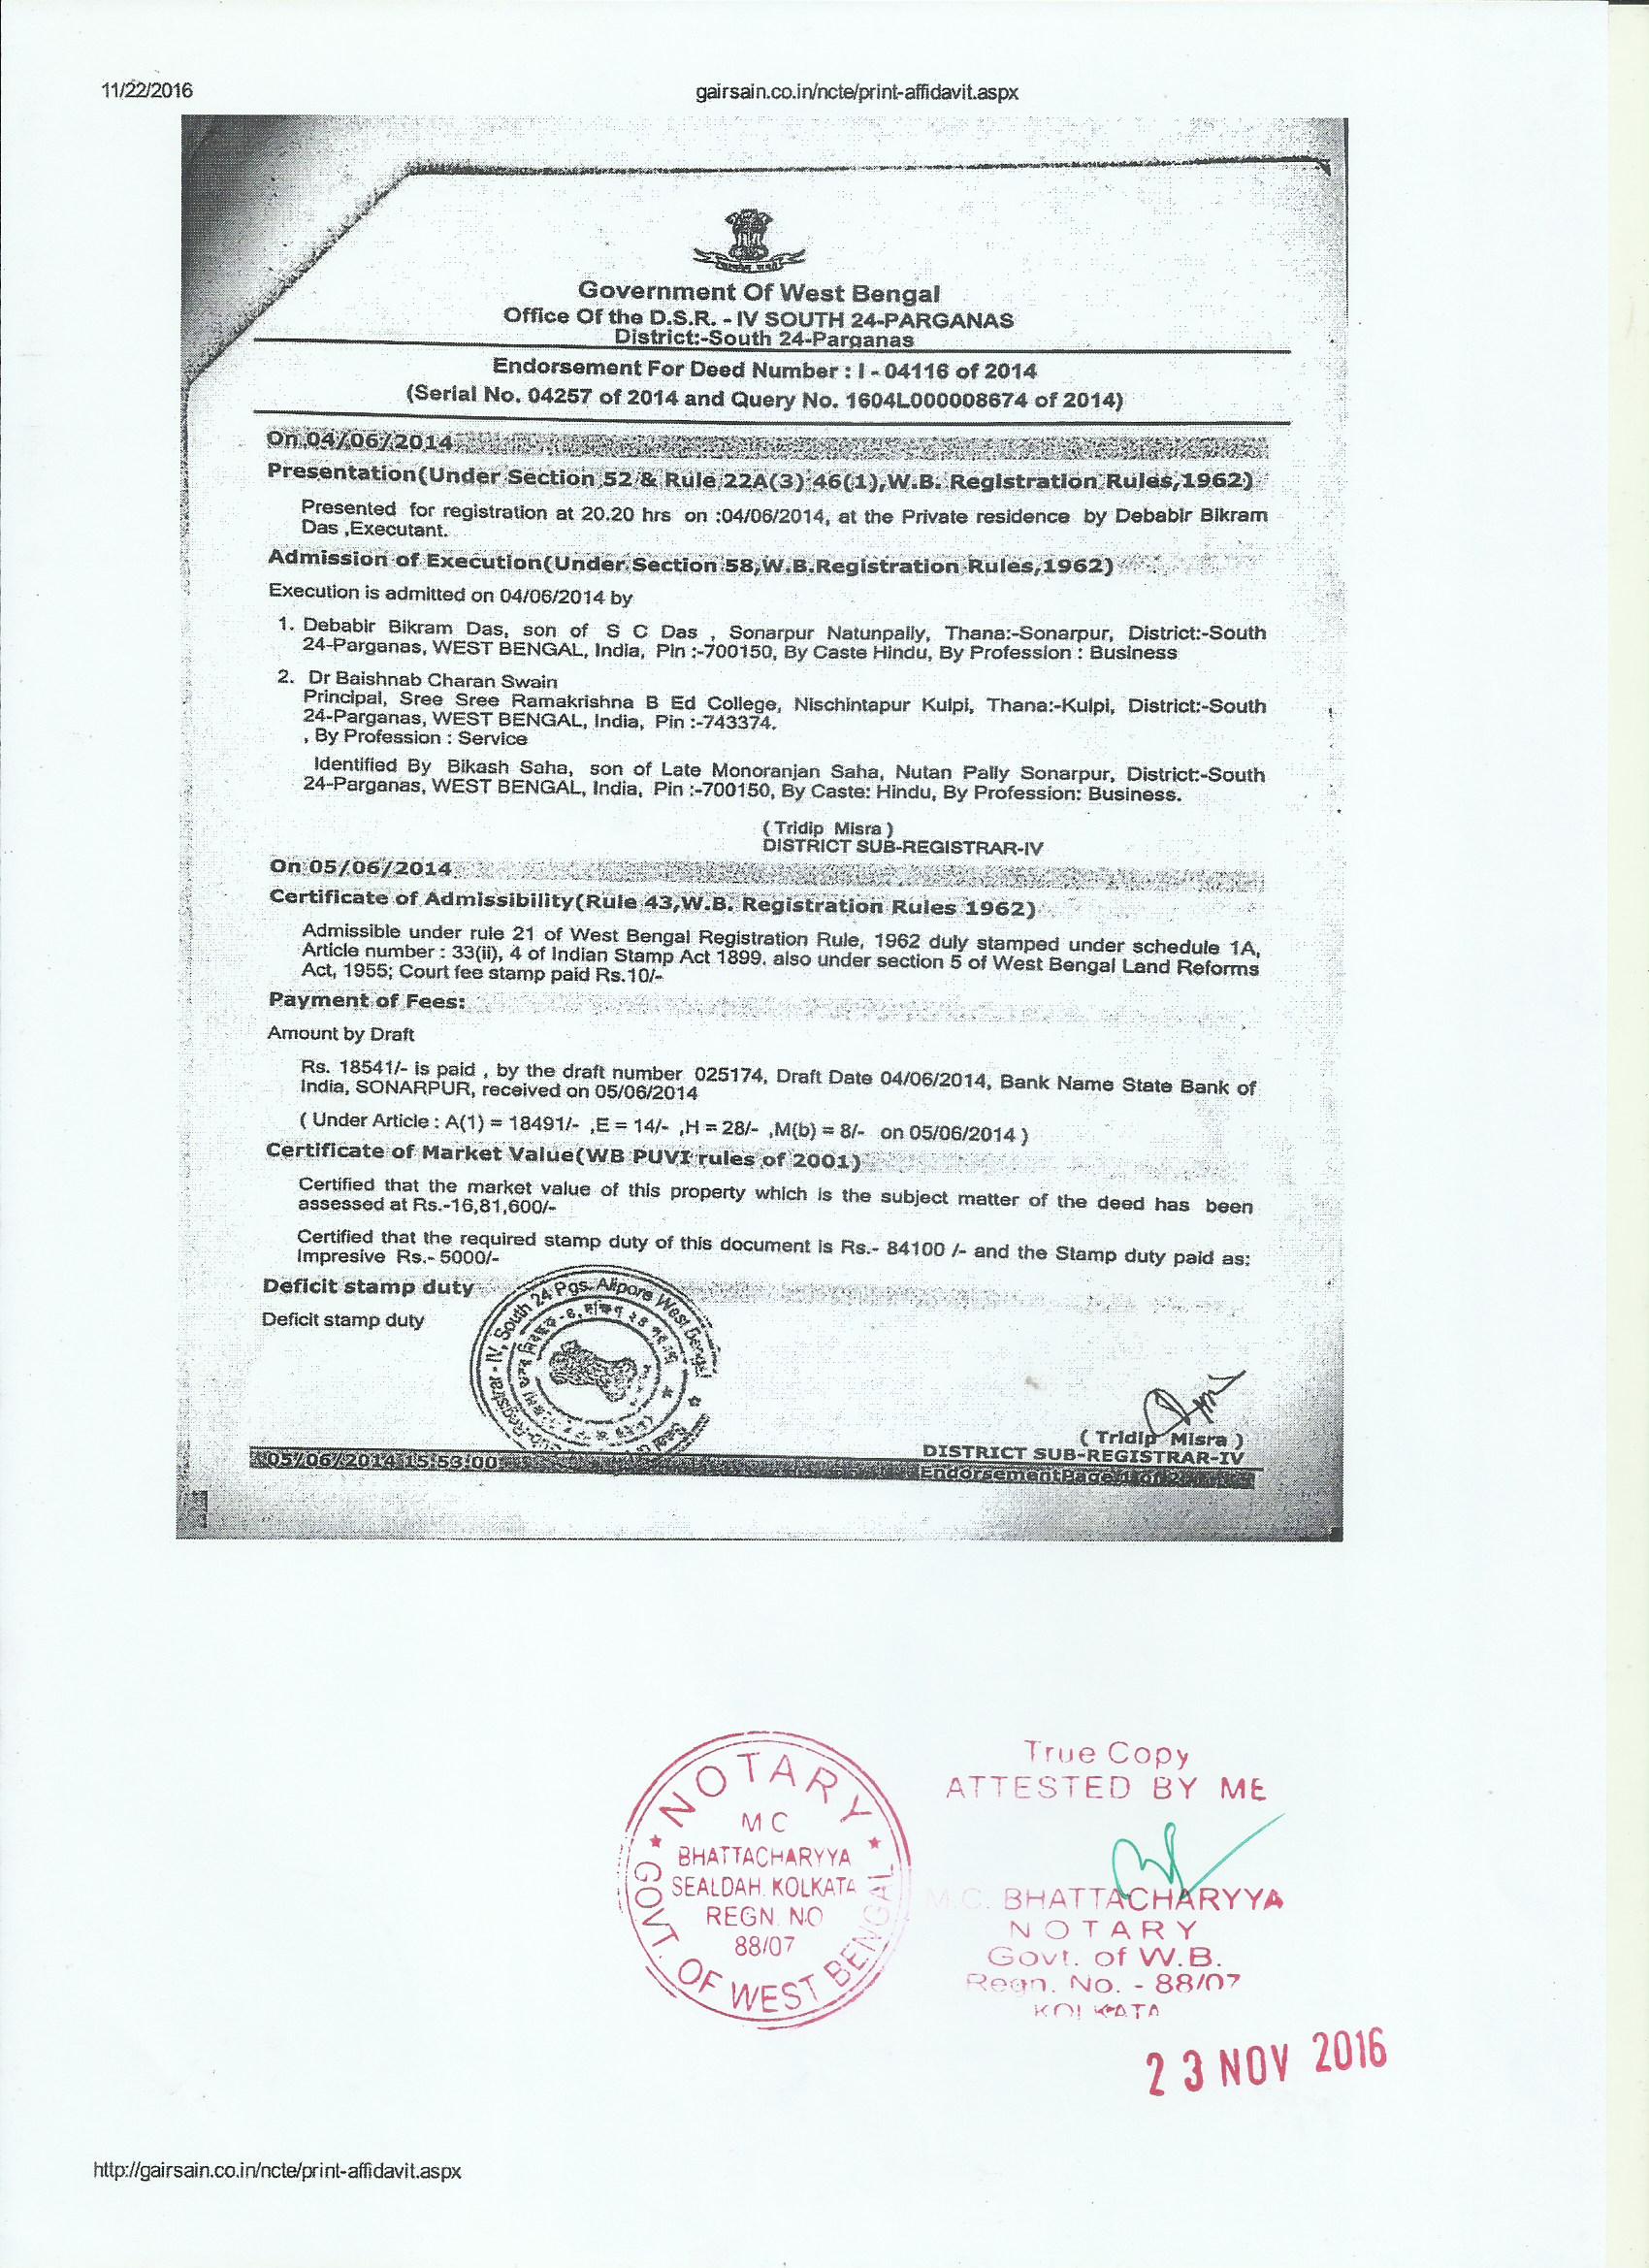 11/22/2016
gairsain.co.in/ncte/print-affidavit.aspx
Government Of West Bengal
Office Of the D.S.R. - IV SOUTH 24-PARGANAS
District:-South 24-Parganas
Endorsement For Deed Number : I - 04116 of 2014
(Serial No. 04257 of 2014 and Query No. 1604L000008674 of 2014)
On 04/06/2014
Presentation(Under Section 52 & Rule 22A(3) 46(1),W.B. Registration Rules,1962)
Presented for registration at 20.20 hrs on :04/06/2014, at the Private residence by Debabir Bikram
Das ,Executant.
Admission of Execution(Under Section 58,W.B.Registration Rules,1962)
Execution is admitted on 04/06/2014 by
1. Debabir Bikram Das, son of S C Das , Sonarpur Natunpally, Thana:-Sonarpur, District:-South
24-Parganas, WEST BENGAL, India, Pin :-700150, By Caste Hindu, By Profession : Business
2. Dr Baishnab Charan Swain
Principal, Sree Sree Ramakrishna B Ed College, Nischintapur Kulpi, Thana:-Kulpi, District:-South
24-Parganas, WEST BENGAL, India, Pin :-743374.
, By Profession : Service
Identified By Bikash Saha, son of Late Monoranjan Saha, Nutan Pally Sonarpur, District:-South
24-Parganas, WEST BENGAL, India, Pin :-700150, By Caste: Hindu, By Profession: Business.
( Tridip Misra )
DISTRICT SUB-REGISTRAR-IV
On 05/06/2014
Certificate of Admissibility(Rule 43,W.B. Registration Rules 1962)
Admissible under rule 21 of West Bengal Registration Rule, 1962 duly stamped under schedule 1A,
Article number : 33(ii), 4 of Indian Stamp Act 1899. also under section 5 of West Bengal Land Reforms
Act, 1955; Court fee stamp paid Rs.10/-
Payment of Fees:
Amount by Draft
Rs. 18541/- is paid , by the draft number 025174, Draft Date 04/06/2014, Bank Name State Bank of
India, SONARPUR, received on 05/06/2014
( Under Article : A(1) = 18491/- ,E = 14/- ,H = 28/- ,M(b) = 8/- on 05/06/2014 )
Certificate of Market Value(WB PUVI rules of 2001)
Certified that the market value of this property which is the subject matter of the deed has been
assessed at Rs.-16,81,600/-
Certified that the required stamp duty of this document is Rs.- 84100 /- and the Stamp duty paid as:
Impresive Rs.- 5000/-
Deficit stamp duty
Deficit stamp duty
Registrar - IV, South 24 Pgs. Alipore West Bengal
( Tridip Misra )
DISTRICT SUB-REGISTRAR-IV
05/06/2014 15:53:00
NOTARY
M C
BHATTACHARYYA
SEALDAH. KOLKATA
REGN. NO
88/07
GOVT. OF WEST BENGAL
True Copy
ATTESTED BY ME
M.C. BHATTACHARYYA
NOTARY
Govt. of W.B.
Regn. No. - 88/07
KOLKATA
23 NOV 2016
http://gairsain.co.in/ncte/print-affidavit.aspx